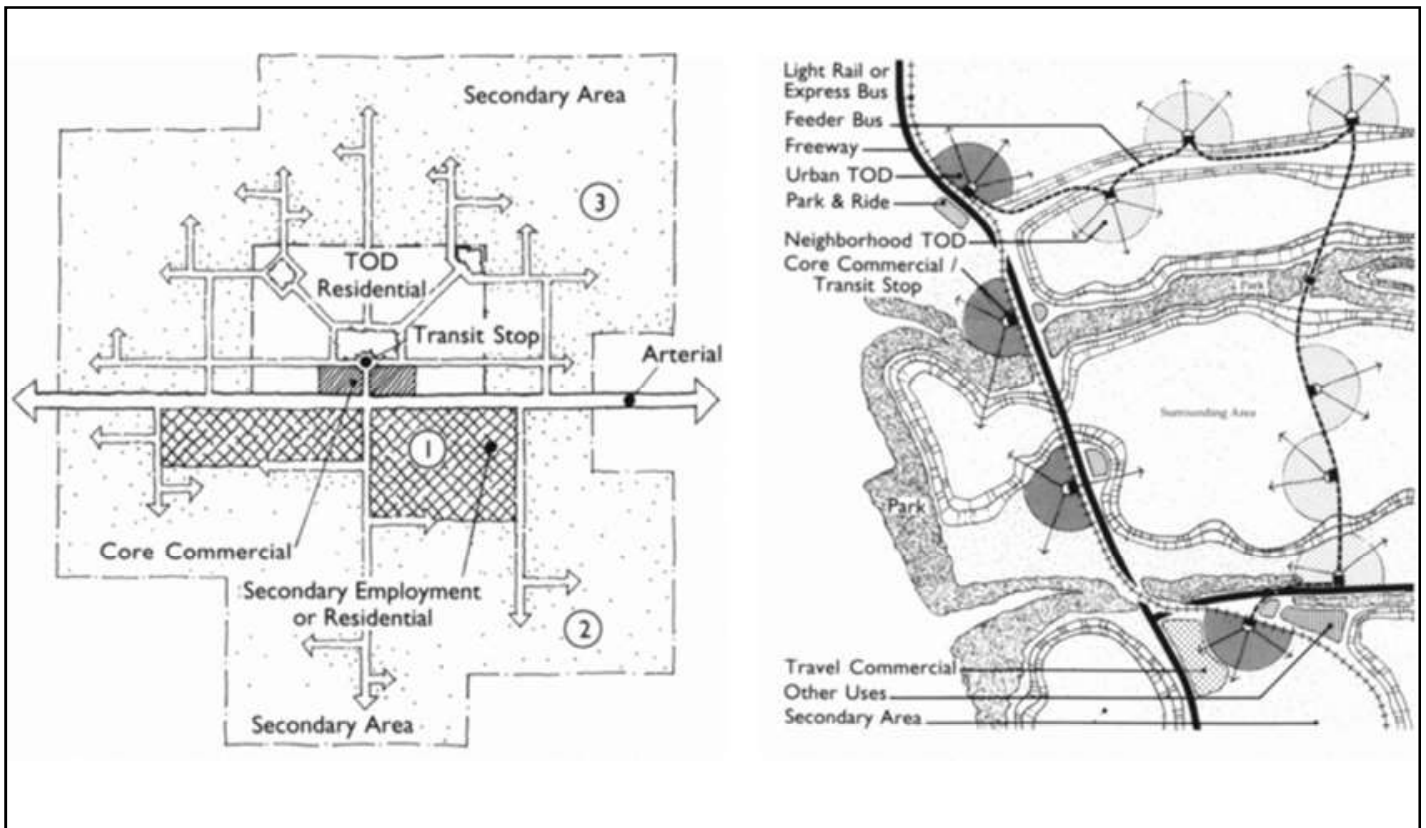 Secondary Area
3
TOD
Residential
Transit Stop
Arterial
1
Core Commercial
Secondary Employment
or Residential
2
Secondary Area
Light Rail or
Express Bus
Feeder Bus
Freeway
Urban TOD
Park & Ride
Neighborhood TOD
Core Commercial /
Transit Stop
Park
Surrounding Area
Park
Travel Commercial
Other Uses
Secondary Area